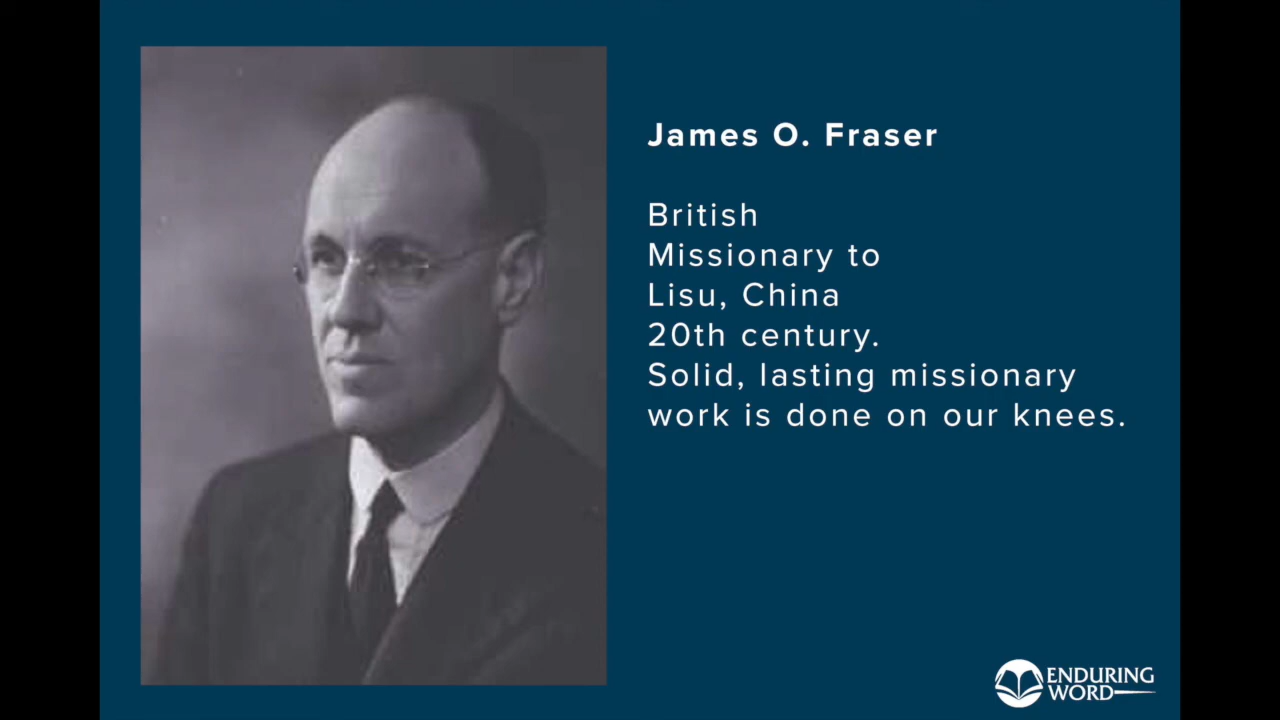 James O. Fraser
British
Missionary to
Lisu, China
20th century.
Solid, lasting missionary
work is done on our knees.
ENDURING
WORD